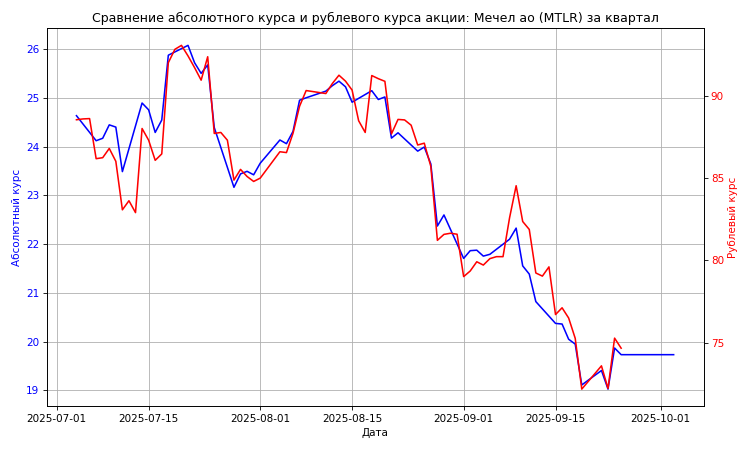 Сравнение абсолютного курса и рублевого курса акции: Мечел ао (MTLR) за квартал
26
25
24
23
22
21
20
19
Абсолютный курс
90
85
80
75
Рублевый курс
2025-07-01 2025-07-15 2025-08-01 2025-08-15 2025-09-01 2025-09-15 2025-10-01
Дата